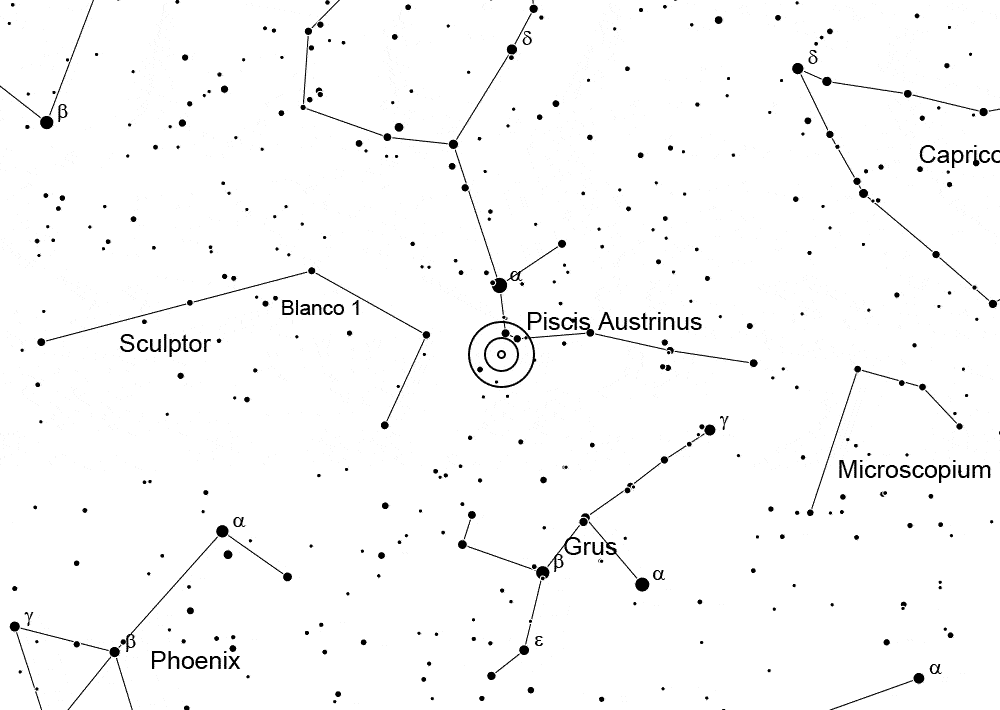 δ
δ
β
Caprico
α
Blanco 1
Piscis Austrinus
Sculptor
γ
Microscopium
α
Grus
β
α
γ
β
ε
Phoenix
α